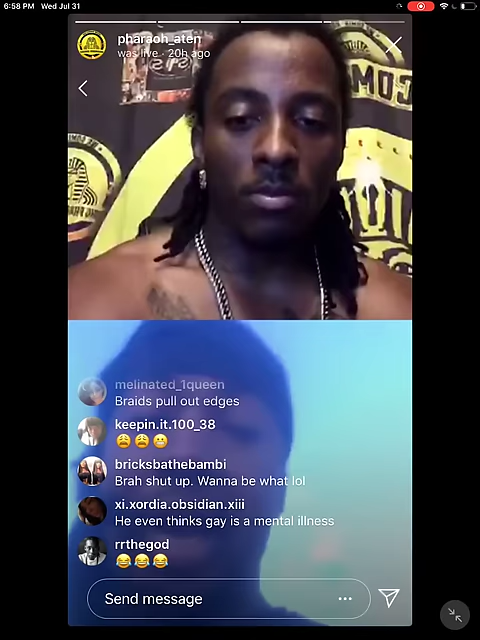 6:58 PM Wed Jul 31
pharaoh_aten
was live · 20h ago
melinated_1queen
Braids pull out edges
keepin.it.100_38
😩😩😬
bricksbathebambi
Brah shut up. Wanna be what lol
xi.xordia.obsidian.xiii
He even thinks gay is a mental illness
rrthegod
😂😂😂
Send message